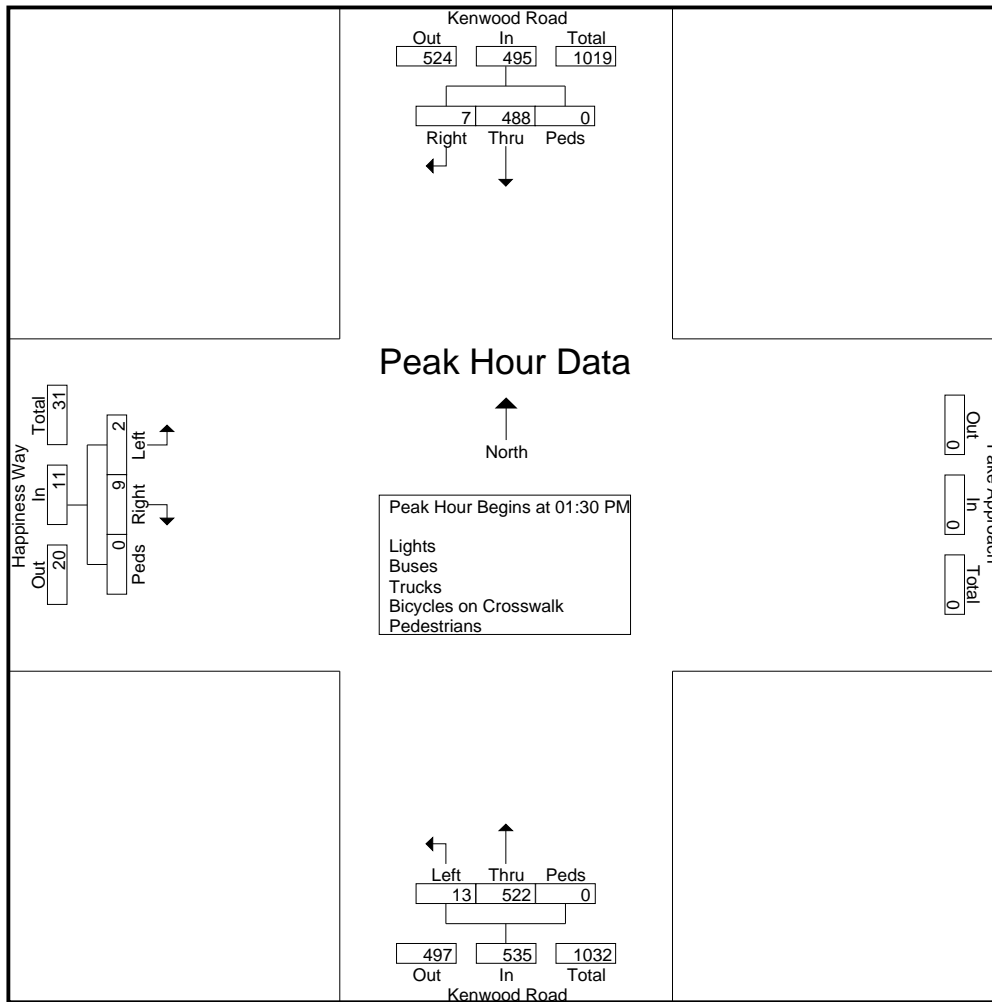 Kenwood Road
Out In Total
524 495 1019
7 488 0
Right Thru Peds
Peak Hour Data
North
Peak Hour Begins at 01:30 PM
Lights
Buses
Trucks
Bicycles on Crosswalk
Pedestrians
Happiness Way
Out In Total
20 11 31
0 9 2
Peds Right Left
Approach
Out In Total
0 0 0
Left Thru Peds
13 522 0
497 535 1032
Out In Total
Kenwood Road